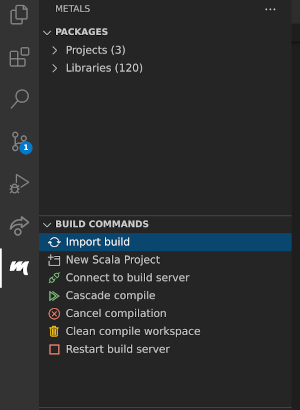 METALS
PACKAGES
Projects (3)
Libraries (120)
1
BUILD COMMANDS
Import build
New Scala Project
Connect to build server
Cascade compile
Cancel compilation
Clean compile workspace
Restart build server